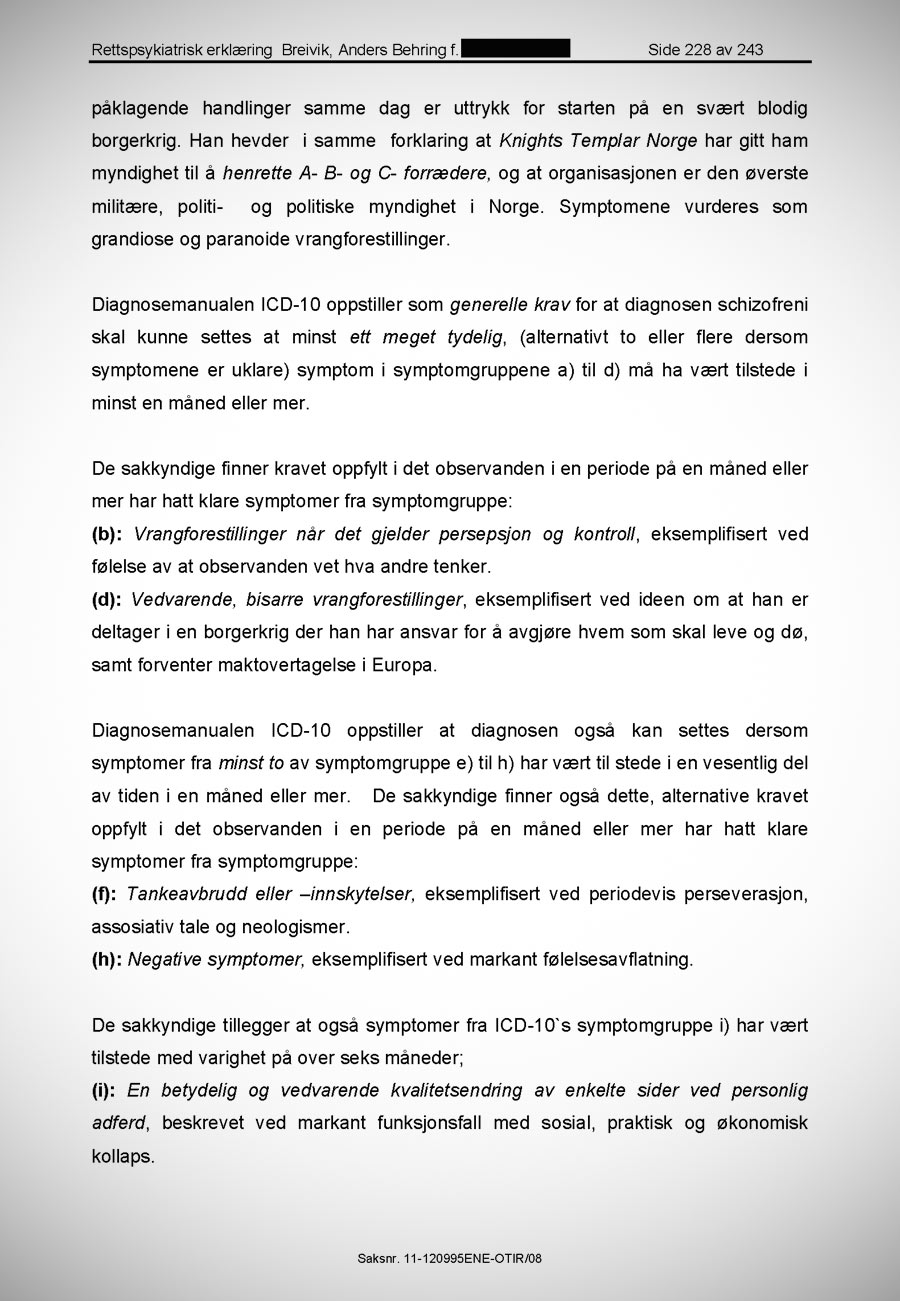 Rettspsykiatrisk erklæring  Breivik, Anders Behring f. Side 228 av 243
påklagende handlinger samme dag er uttrykk for starten på en svært blodig
borgerkrig. Han hevder  i samme  forklaring at Knights Templar Norge har gitt ham
myndighet til å henrette A- B- og C- forrædere, og at organisasjonen er den øverste
militære, politi-  og politiske myndighet i Norge. Symptomene vurderes som
grandiose og paranoide vrangforestillinger.
Diagnosemanualen ICD-10 oppstiller som generelle krav for at diagnosen schizofreni
skal kunne settes at minst ett meget tydelig, (alternativt to eller flere dersom
symptomene er uklare) symptom i symptomgruppene a) til d) må ha vært tilstede i
minst en måned eller mer.
De sakkyndige finner kravet oppfylt i det observanden i en periode på en måned eller
mer har hatt klare symptomer fra symptomgruppe:
(b): Vrangforestillinger når det gjelder persepsjon og kontroll, eksemplifisert ved
følelse av at observanden vet hva andre tenker.
(d): Vedvarende, bisarre vrangforestillinger, eksemplifisert ved ideen om at han er
deltager i en borgerkrig der han har ansvar for å avgjøre hvem som skal leve og dø,
samt forventer maktovertagelse i Europa.
Diagnosemanualen ICD-10 oppstiller at diagnosen også kan settes dersom
symptomer fra minst to av symptomgruppe e) til h) har vært til stede i en vesentlig del
av tiden i en måned eller mer.  De sakkyndige finner også dette, alternative kravet
oppfylt i det observanden i en periode på en måned eller mer har hatt klare
symptomer fra symptomgruppe:
(f): Tankeavbrudd eller –innskytelser, eksemplifisert ved periodevis perseverasjon,
assosiativ tale og neologismer.
(h): Negative symptomer, eksemplifisert ved markant følelsesavflatning.
De sakkyndige tillegger at også symptomer fra ICD-10`s symptomgruppe i) har vært
tilstede med varighet på over seks måneder;
(i): En betydelig og vedvarende kvalitetsendring av enkelte sider ved personlig
adferd, beskrevet ved markant funksjonsfall med sosial, praktisk og økonomisk
kollaps.
Saksnr. 11-120995ENE-OTIR/08